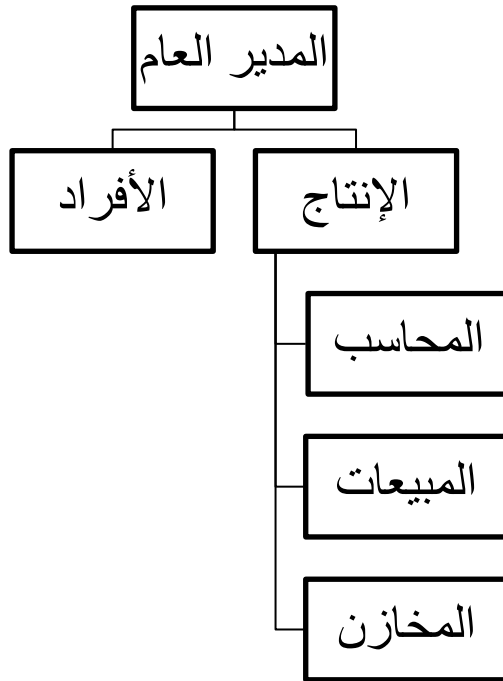 المدير العام
الإنتاج
الأفراد
المحاسب
المبيعات
المخازن